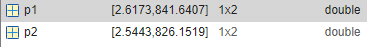 p1 [2.6173,841.6407] 1x2 double
p2 [2.5443,826.1519] 1x2 double